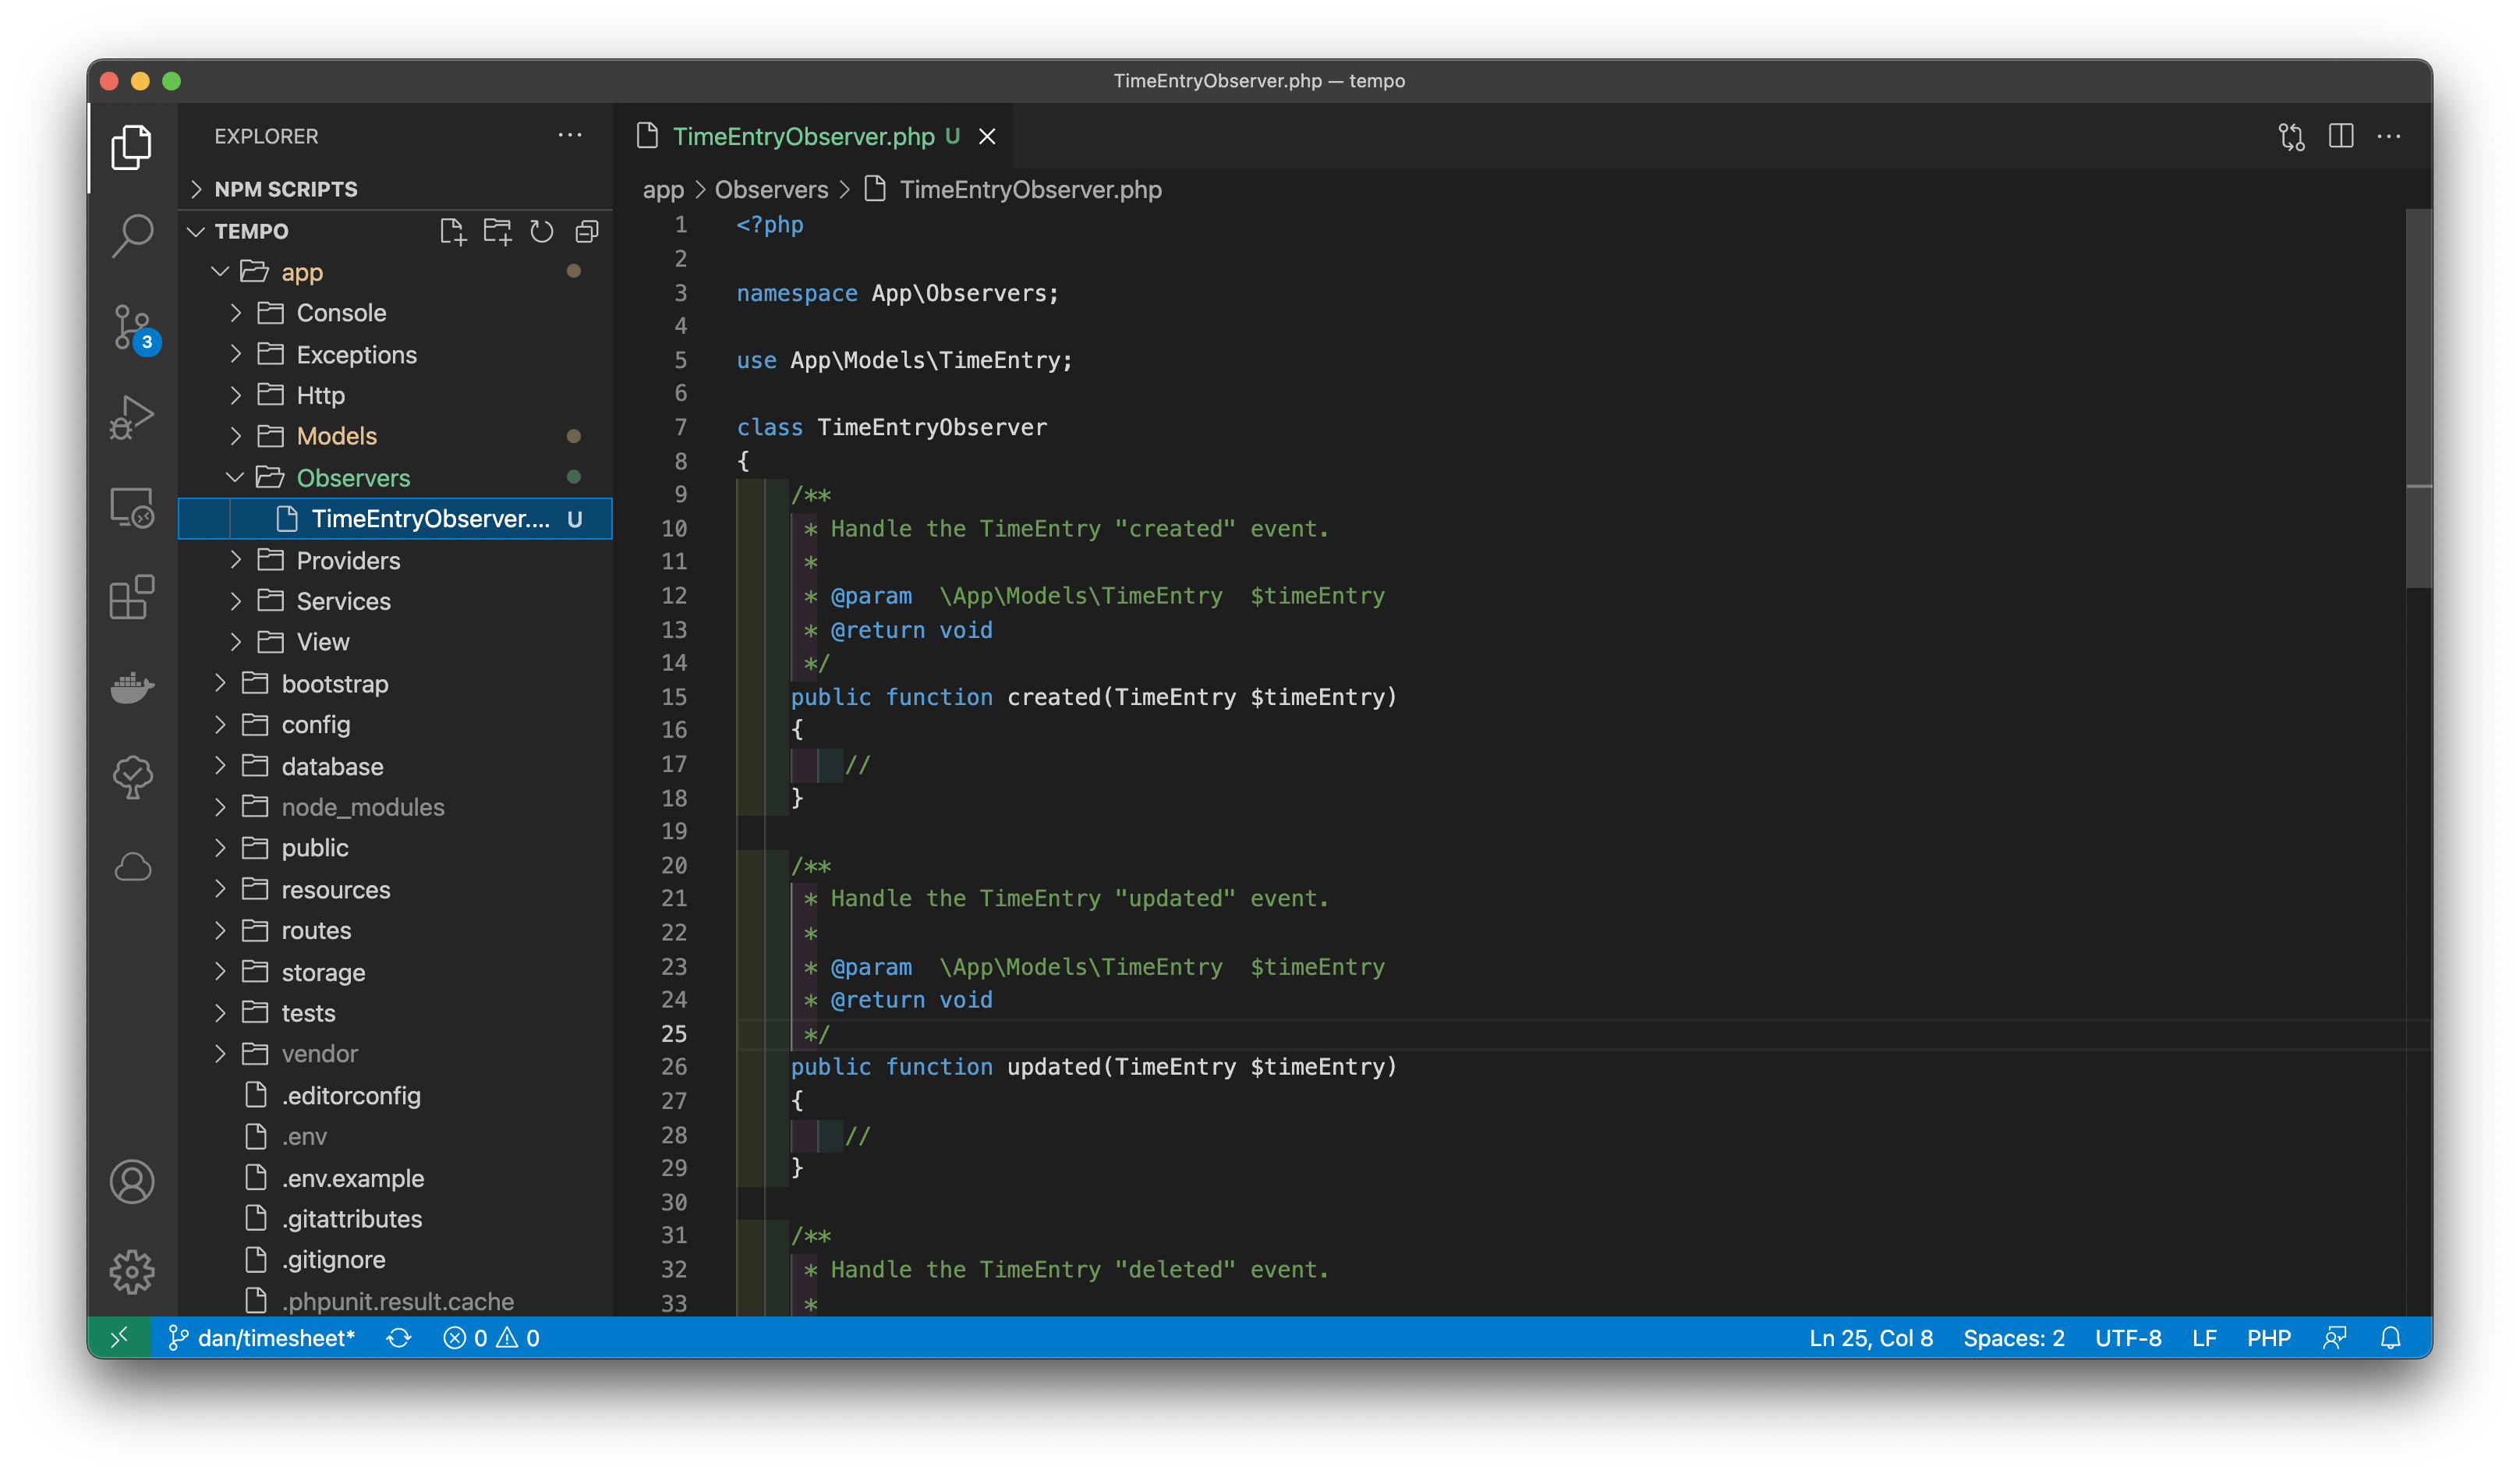 TimeEntryObserver.php — tempo
EXPLORER
NPM SCRIPTS
TEMPO
app
Console
Exceptions
Http
Models
Observers
TimeEntryObserver.... U
Providers
Services
View
bootstrap
config
database
node_modules
public
resources
routes
storage
tests
vendor
.editorconfig
.env
.env.example
.gitattributes
.gitignore
.phpunit.result.cache
3
TimeEntryObserver.php U
app > Observers > TimeEntryObserver.php
1 <?php
2
3 namespace App\Observers;
4
5 use App\Models\TimeEntry;
6
7 class TimeEntryObserver
8 {
9 /**
10 * Handle the TimeEntry "created" event.
11 *
12 * @param  \App\Models\TimeEntry  $timeEntry
13 * @return void
14 */
15 public function created(TimeEntry $timeEntry)
16 {
17 //
18 }
19
20 /**
21 * Handle the TimeEntry "updated" event.
22 *
23 * @param  \App\Models\TimeEntry  $timeEntry
24 * @return void
25 */
26 public function updated(TimeEntry $timeEntry)
27 {
28 //
29 }
30
31 /**
32 * Handle the TimeEntry "deleted" event.
33 *
dan/timesheet* 0 0
Ln 25, Col 8 Spaces: 2 UTF-8 LF PHP